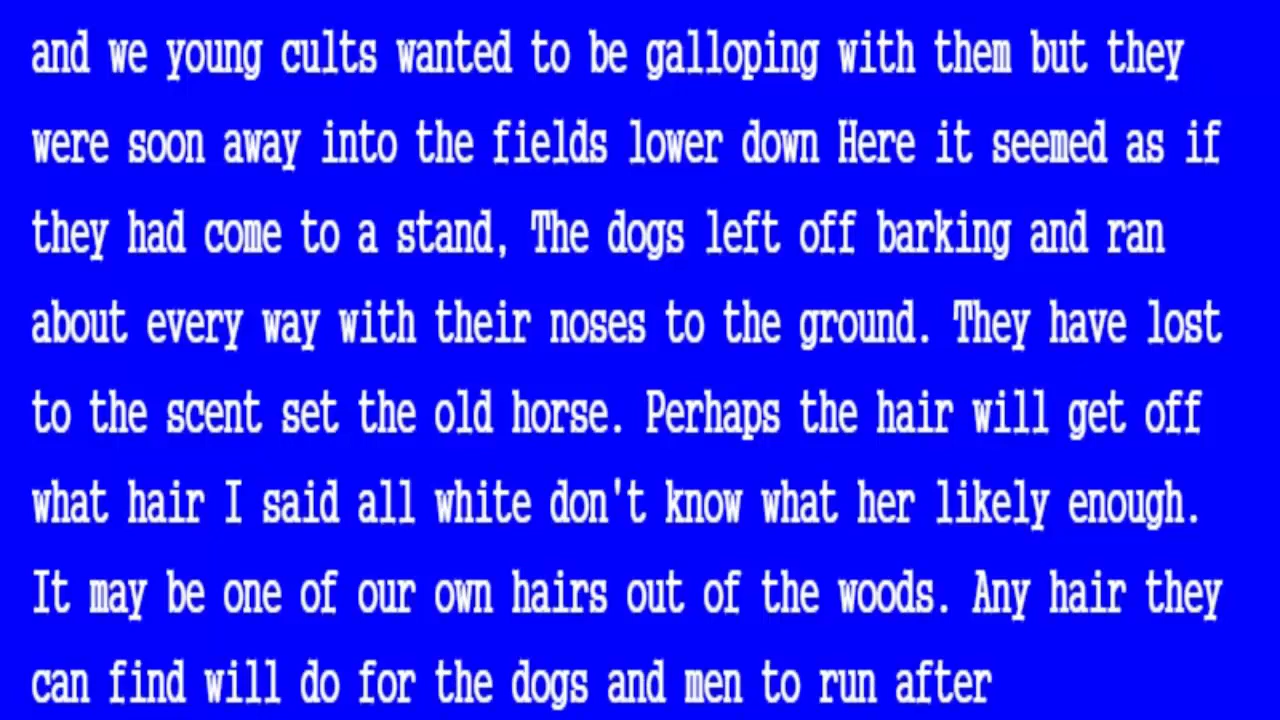 and we young cults wanted to be galloping with them but they
were soon away into the fields lower down Here it seemed as if
they had come to a stand, The dogs left off barking and ran
about every way with their noses to the ground. They have lost
to the scent set the old horse. Perhaps the hair will get off
what hair I said all white don't know what her likely enough.
It may be one of our own hairs out of the woods. Any hair they
can find will do for the dogs and men to run after